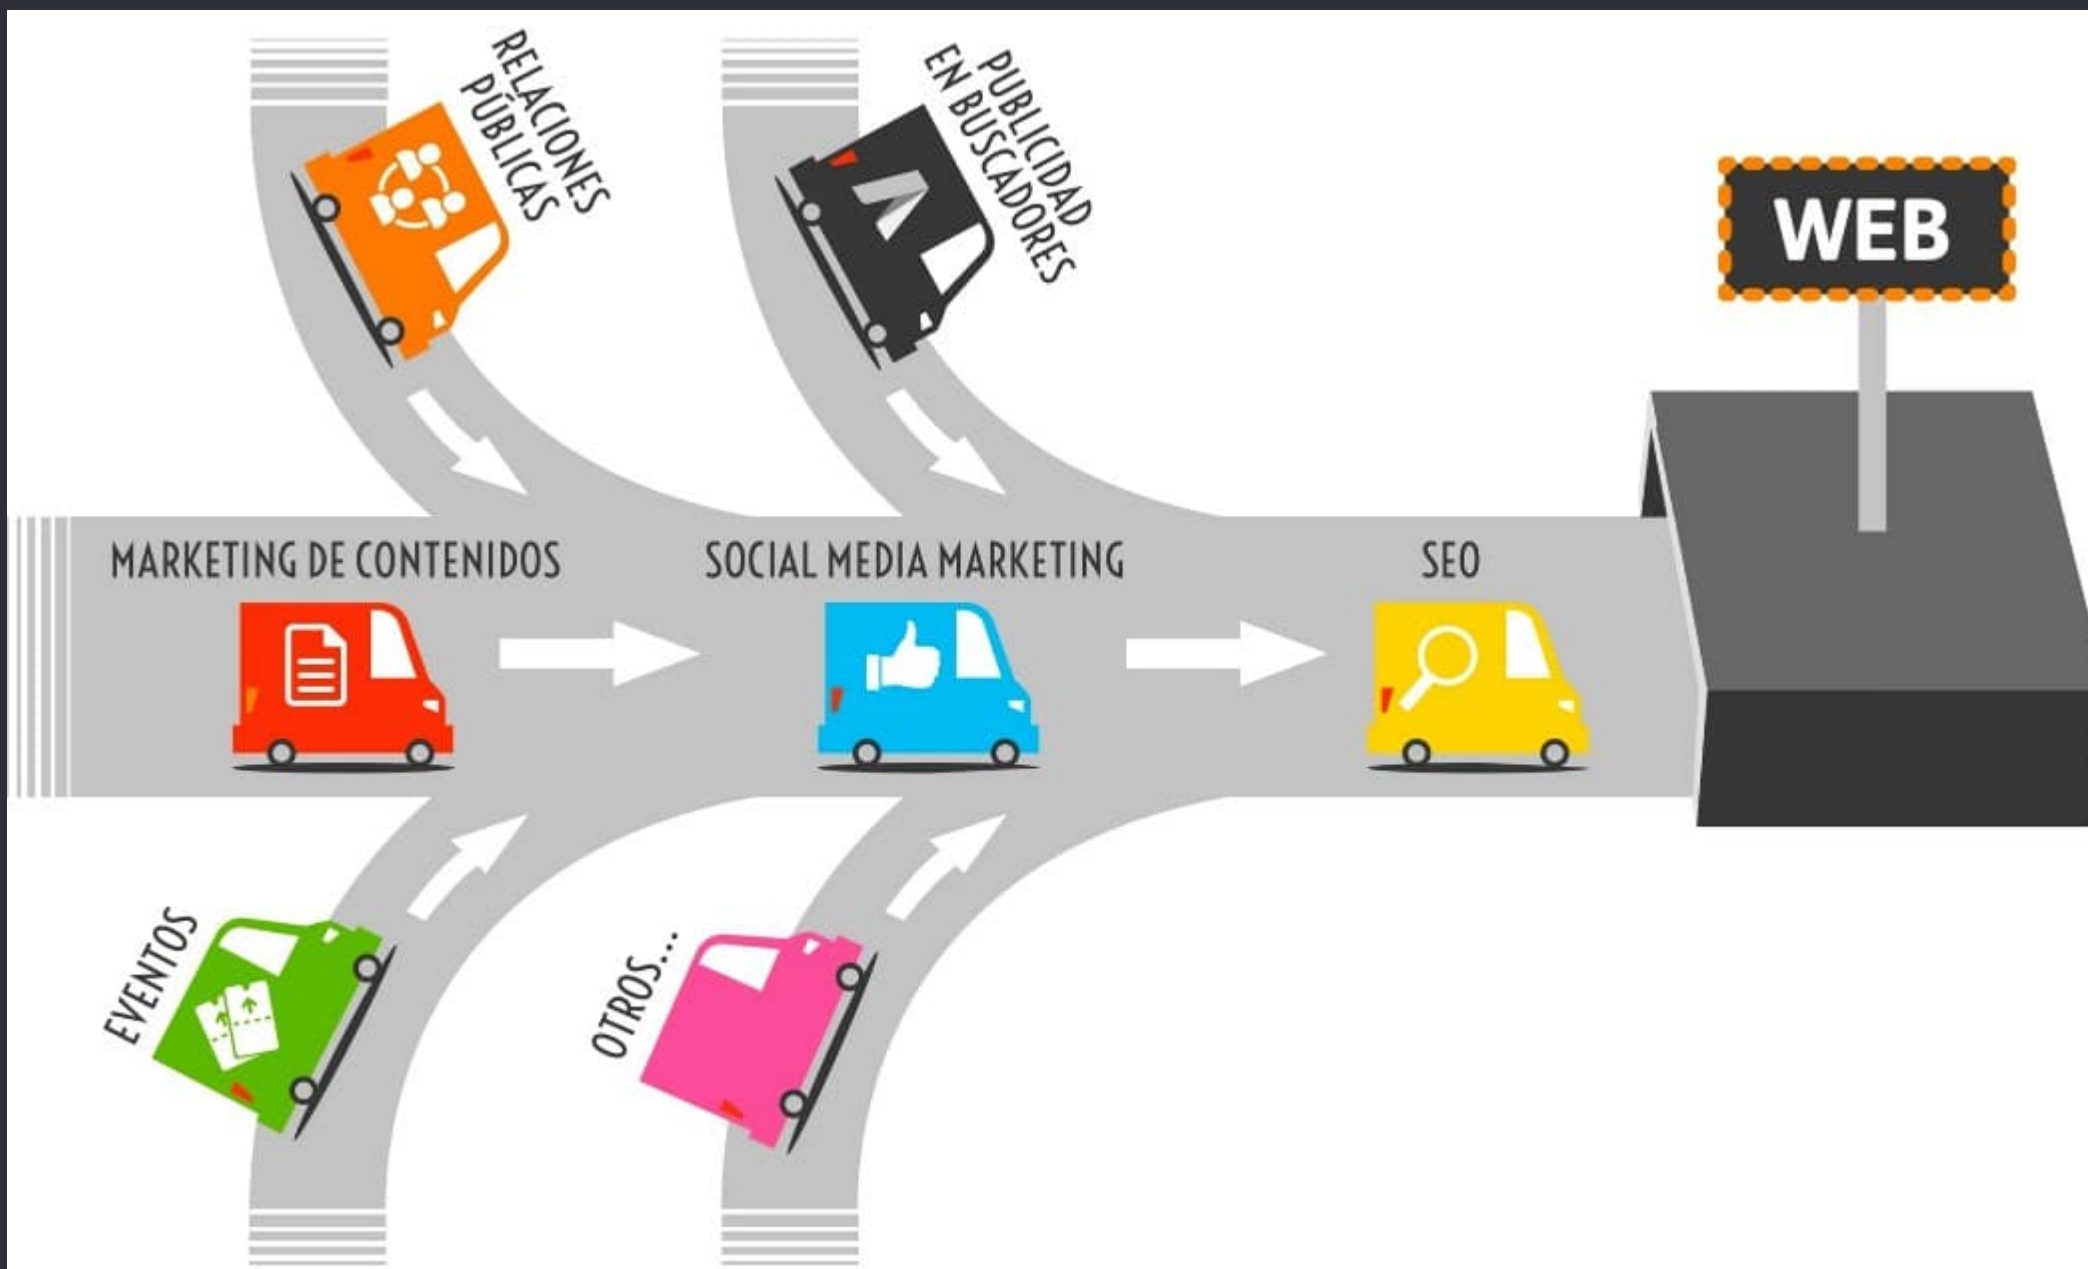 RELACIONES
PÚBLICAS
PUBLICIDAD
EN BUSCADORES
WEB
MARKETING DE CONTENIDOS
SOCIAL MEDIA MARKETING
SEO
EVENTOS
OTROS...